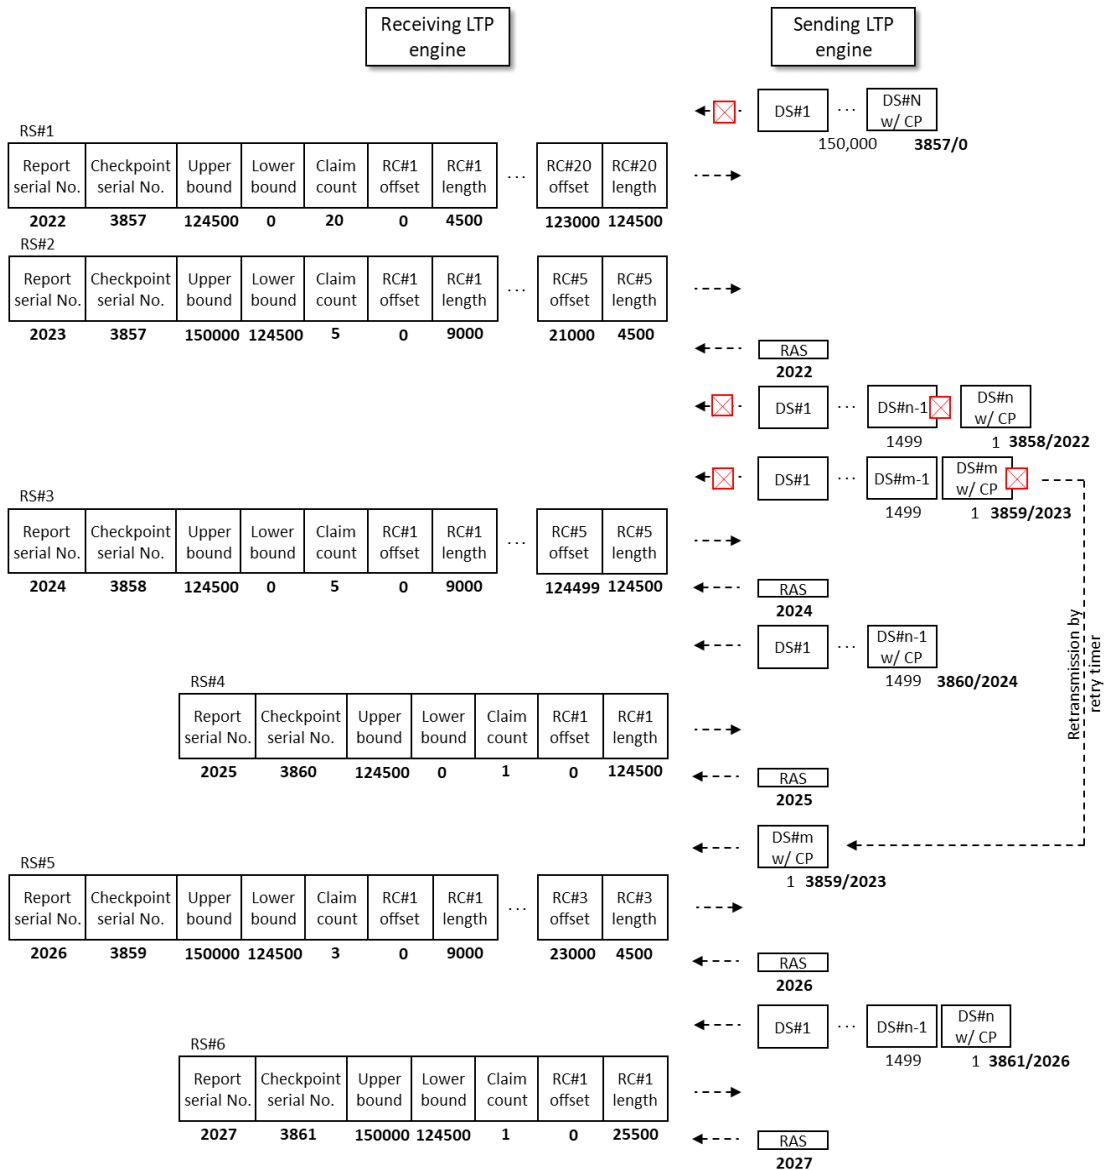 Receiving LTP
engine
Sending LTP
engine
DS#1
...
DS#N
w/ CP
150,000
3857/0
RS#1
Report
serial No.
Checkpoint
serial No.
Upper
bound
Lower
bound
Claim
count
RC#1
offset
RC#1
length
...
RC#20
offset
RC#20
length
2022 3857 124500 0 20 0 4500 123000 124500
RS#2
Report
serial No.
Checkpoint
serial No.
Upper
bound
Lower
bound
Claim
count
RC#1
offset
RC#1
length
...
RC#5
offset
RC#5
length
2023 3857 150000 124500 5 0 9000 21000 4500
RAS
2022
DS#1
...
DS#n-1
DS#n
w/ CP
1499
1 3858/2022
DS#1
...
DS#m-1
DS#m
w/ CP
1499
1 3859/2023
RS#3
Report
serial No.
Checkpoint
serial No.
Upper
bound
Lower
bound
Claim
count
RC#1
offset
RC#1
length
...
RC#5
offset
RC#5
length
2024 3858 124500 0 5 0 9000 124499 124500
RAS
2024
DS#1
...
DS#n-1
w/ CP
1499 3860/2024
Retransmission by
retry timer
RS#4
Report
serial No.
Checkpoint
serial No.
Upper
bound
Lower
bound
Claim
count
RC#1
offset
RC#1
length
2025 3860 124500 0 1 0 124500
RAS
2025
DS#m
w/ CP
1 3859/2023
RS#5
Report
serial No.
Checkpoint
serial No.
Upper
bound
Lower
bound
Claim
count
RC#1
offset
RC#1
length
...
RC#3
offset
RC#3
length
2026 3859 150000 124500 3 0 9000 23000 4500
RAS
2026
DS#1
...
DS#n-1
DS#n
w/ CP
1499
1 3861/2026
RS#6
Report
serial No.
Checkpoint
serial No.
Upper
bound
Lower
bound
Claim
count
RC#1
offset
RC#1
length
2027 3861 150000 124500 1 0 25500
RAS
2027